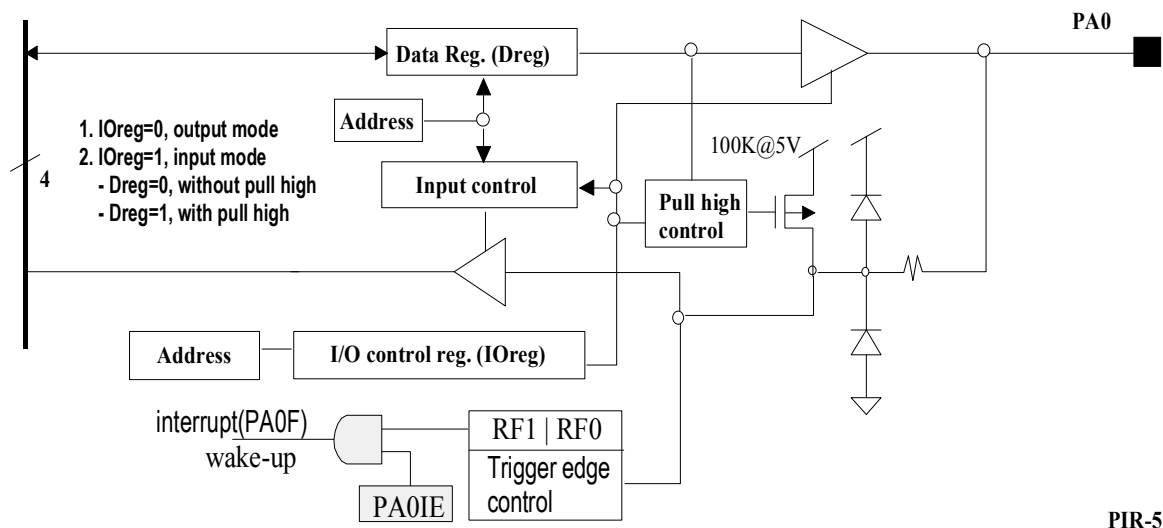 PA0
Data Reg. (Dreg)
Address
1. IOreg=0, output mode
2. IOreg=1, input mode
- Dreg=0, without pull high
- Dreg=1, with pull high
4
100K@5V
Input control
Pull high
control
Address
I/O control reg. (IOreg)
interrupt(PA0F)
wake-up
RF1 | RF0
Trigger edge
control
PA0IE
PIR-5